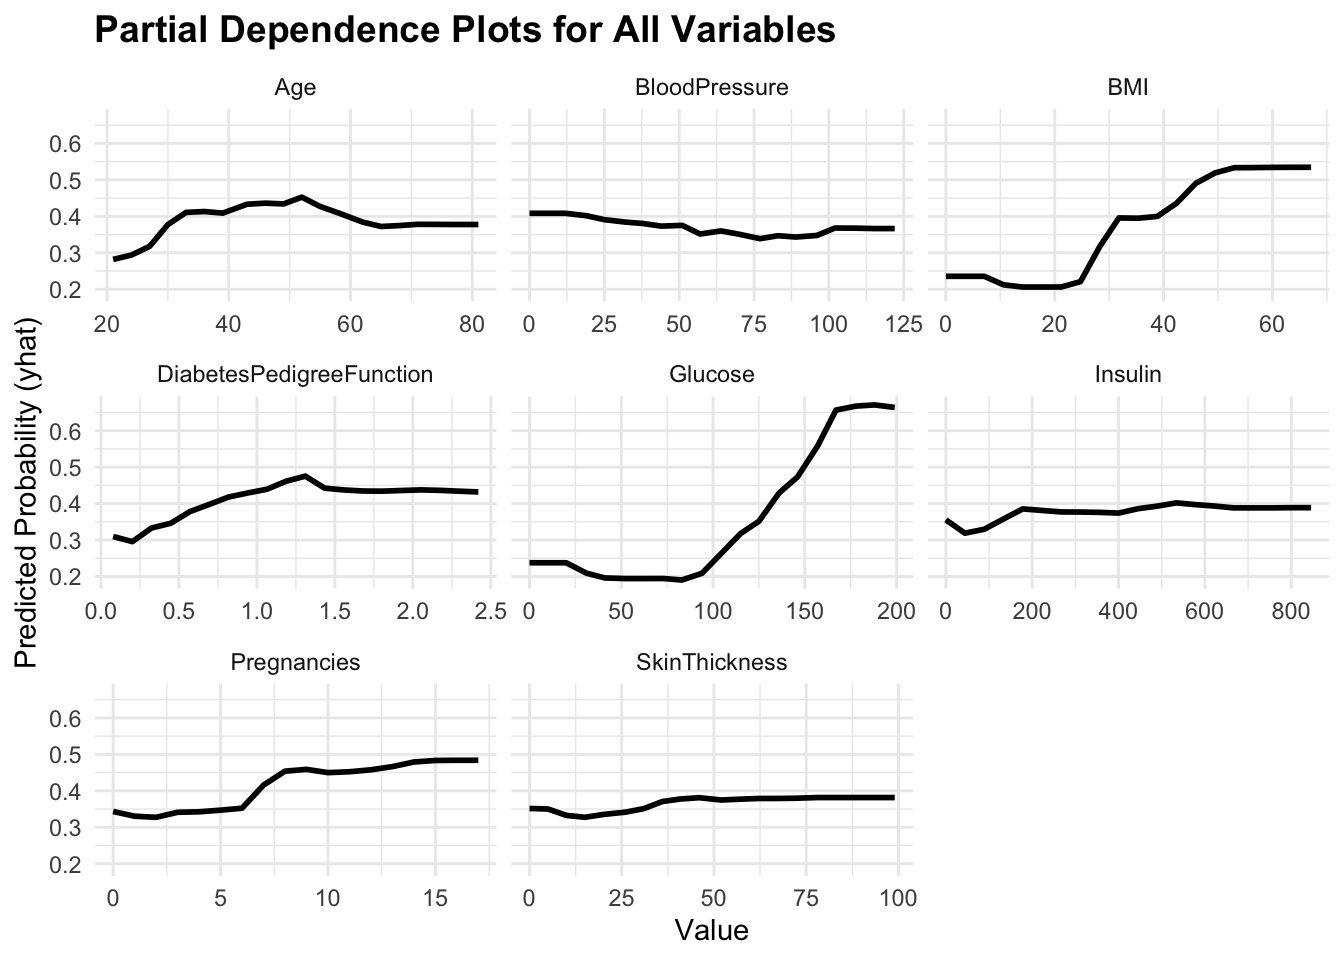 Partial Dependence Plots for All Variables
Age
BloodPressure
BMI
0.6
0.5
0.4
0.3
0.2
20 40 60 80
0 25 50 75 100 125
0 20 40 60
DiabetesPedigreeFunction
Glucose
Insulin
0.6
0.5
0.4
0.3
0.2
0.0 0.5 1.0 1.5 2.0 2.5
0 50 100 150 200
0 200 400 600 800
Pregnancies
SkinThickness
0.6
0.5
0.4
0.3
0.2
0 5 10 15
0 25 50 75 100
Predicted Probability (yhat)
Value